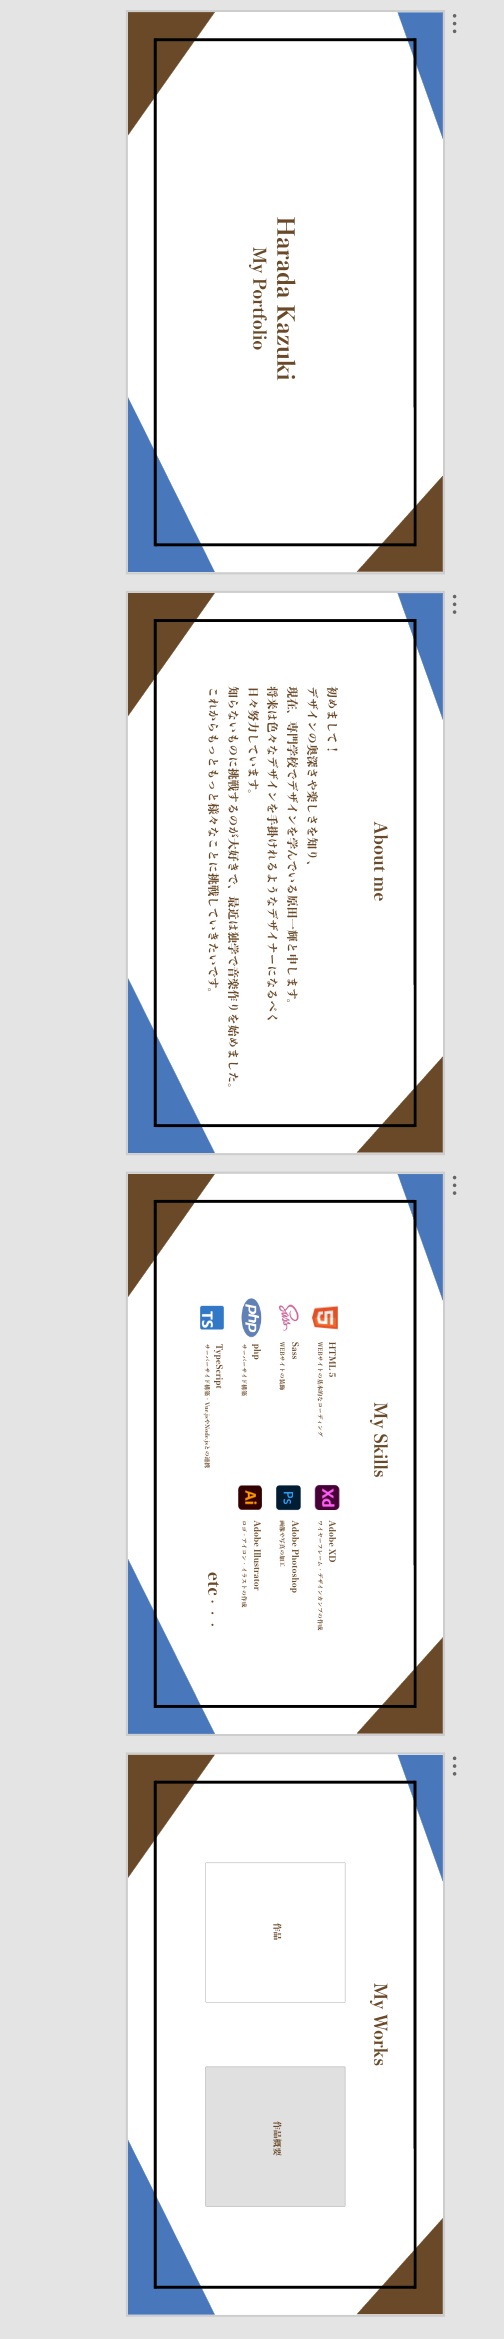 Harada Kazuki
My Portfolio
About me
初めまして！
デザインの奥深さや楽しさを知り、
現在、専門学校でデザインを学んでいる原田一輝と申します。
将来は色々なデザインを手掛けれるようなデザイナーになるべく
日々努力しています。
知らないものに挑戦するのが大好きで、最近は独学で音楽作りを始めました。
これからもっともっと様々なことに挑戦していきたいです。
My Skills
HTML 5
WEBサイトの基本的なコーディング
Sass
WEBサイトの装飾
php
php
サーバーサイド構築
TS
TypeScript
サーバーサイド構築・Vue.jsやNode.jsとの連携
Xd
Adobe XD
ワイヤーフレーム・デザインカンプの作成
Ps
Adobe Photoshop
画像や写真の加工
Ai
Adobe Illustrator
ロゴ・アイコン・イラストの作成
etc・・・
My Works
作品
作品概要